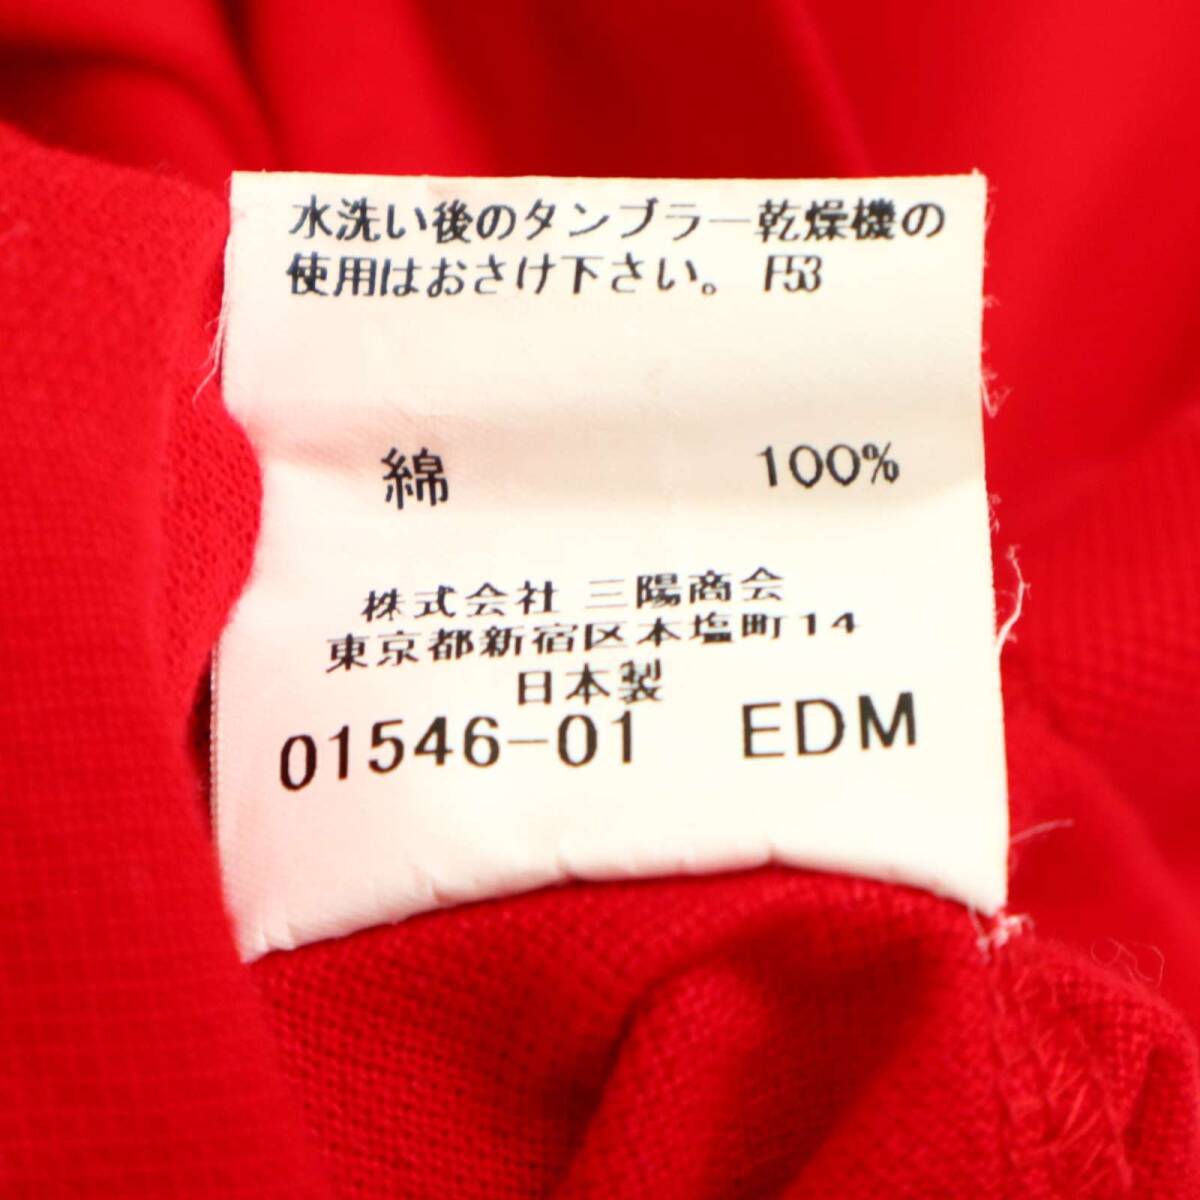 水洗い後のタンブラー乾燥機の
使用はおさけ下さい。 F53
綿 100%
株式会社 三陽商会
東京都新宿区本塩町14
日本製
01546-01 EDM